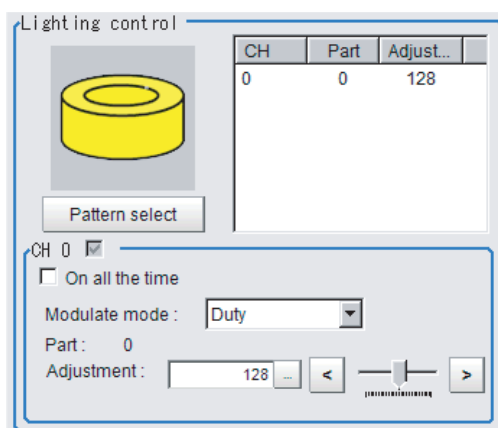 Lighting control
CH Part Adjust...
0 0 128
Pattern select
CH 0
On all the time
Modulate mode : Duty
Part : 0
Adjustment : 128 ... < >